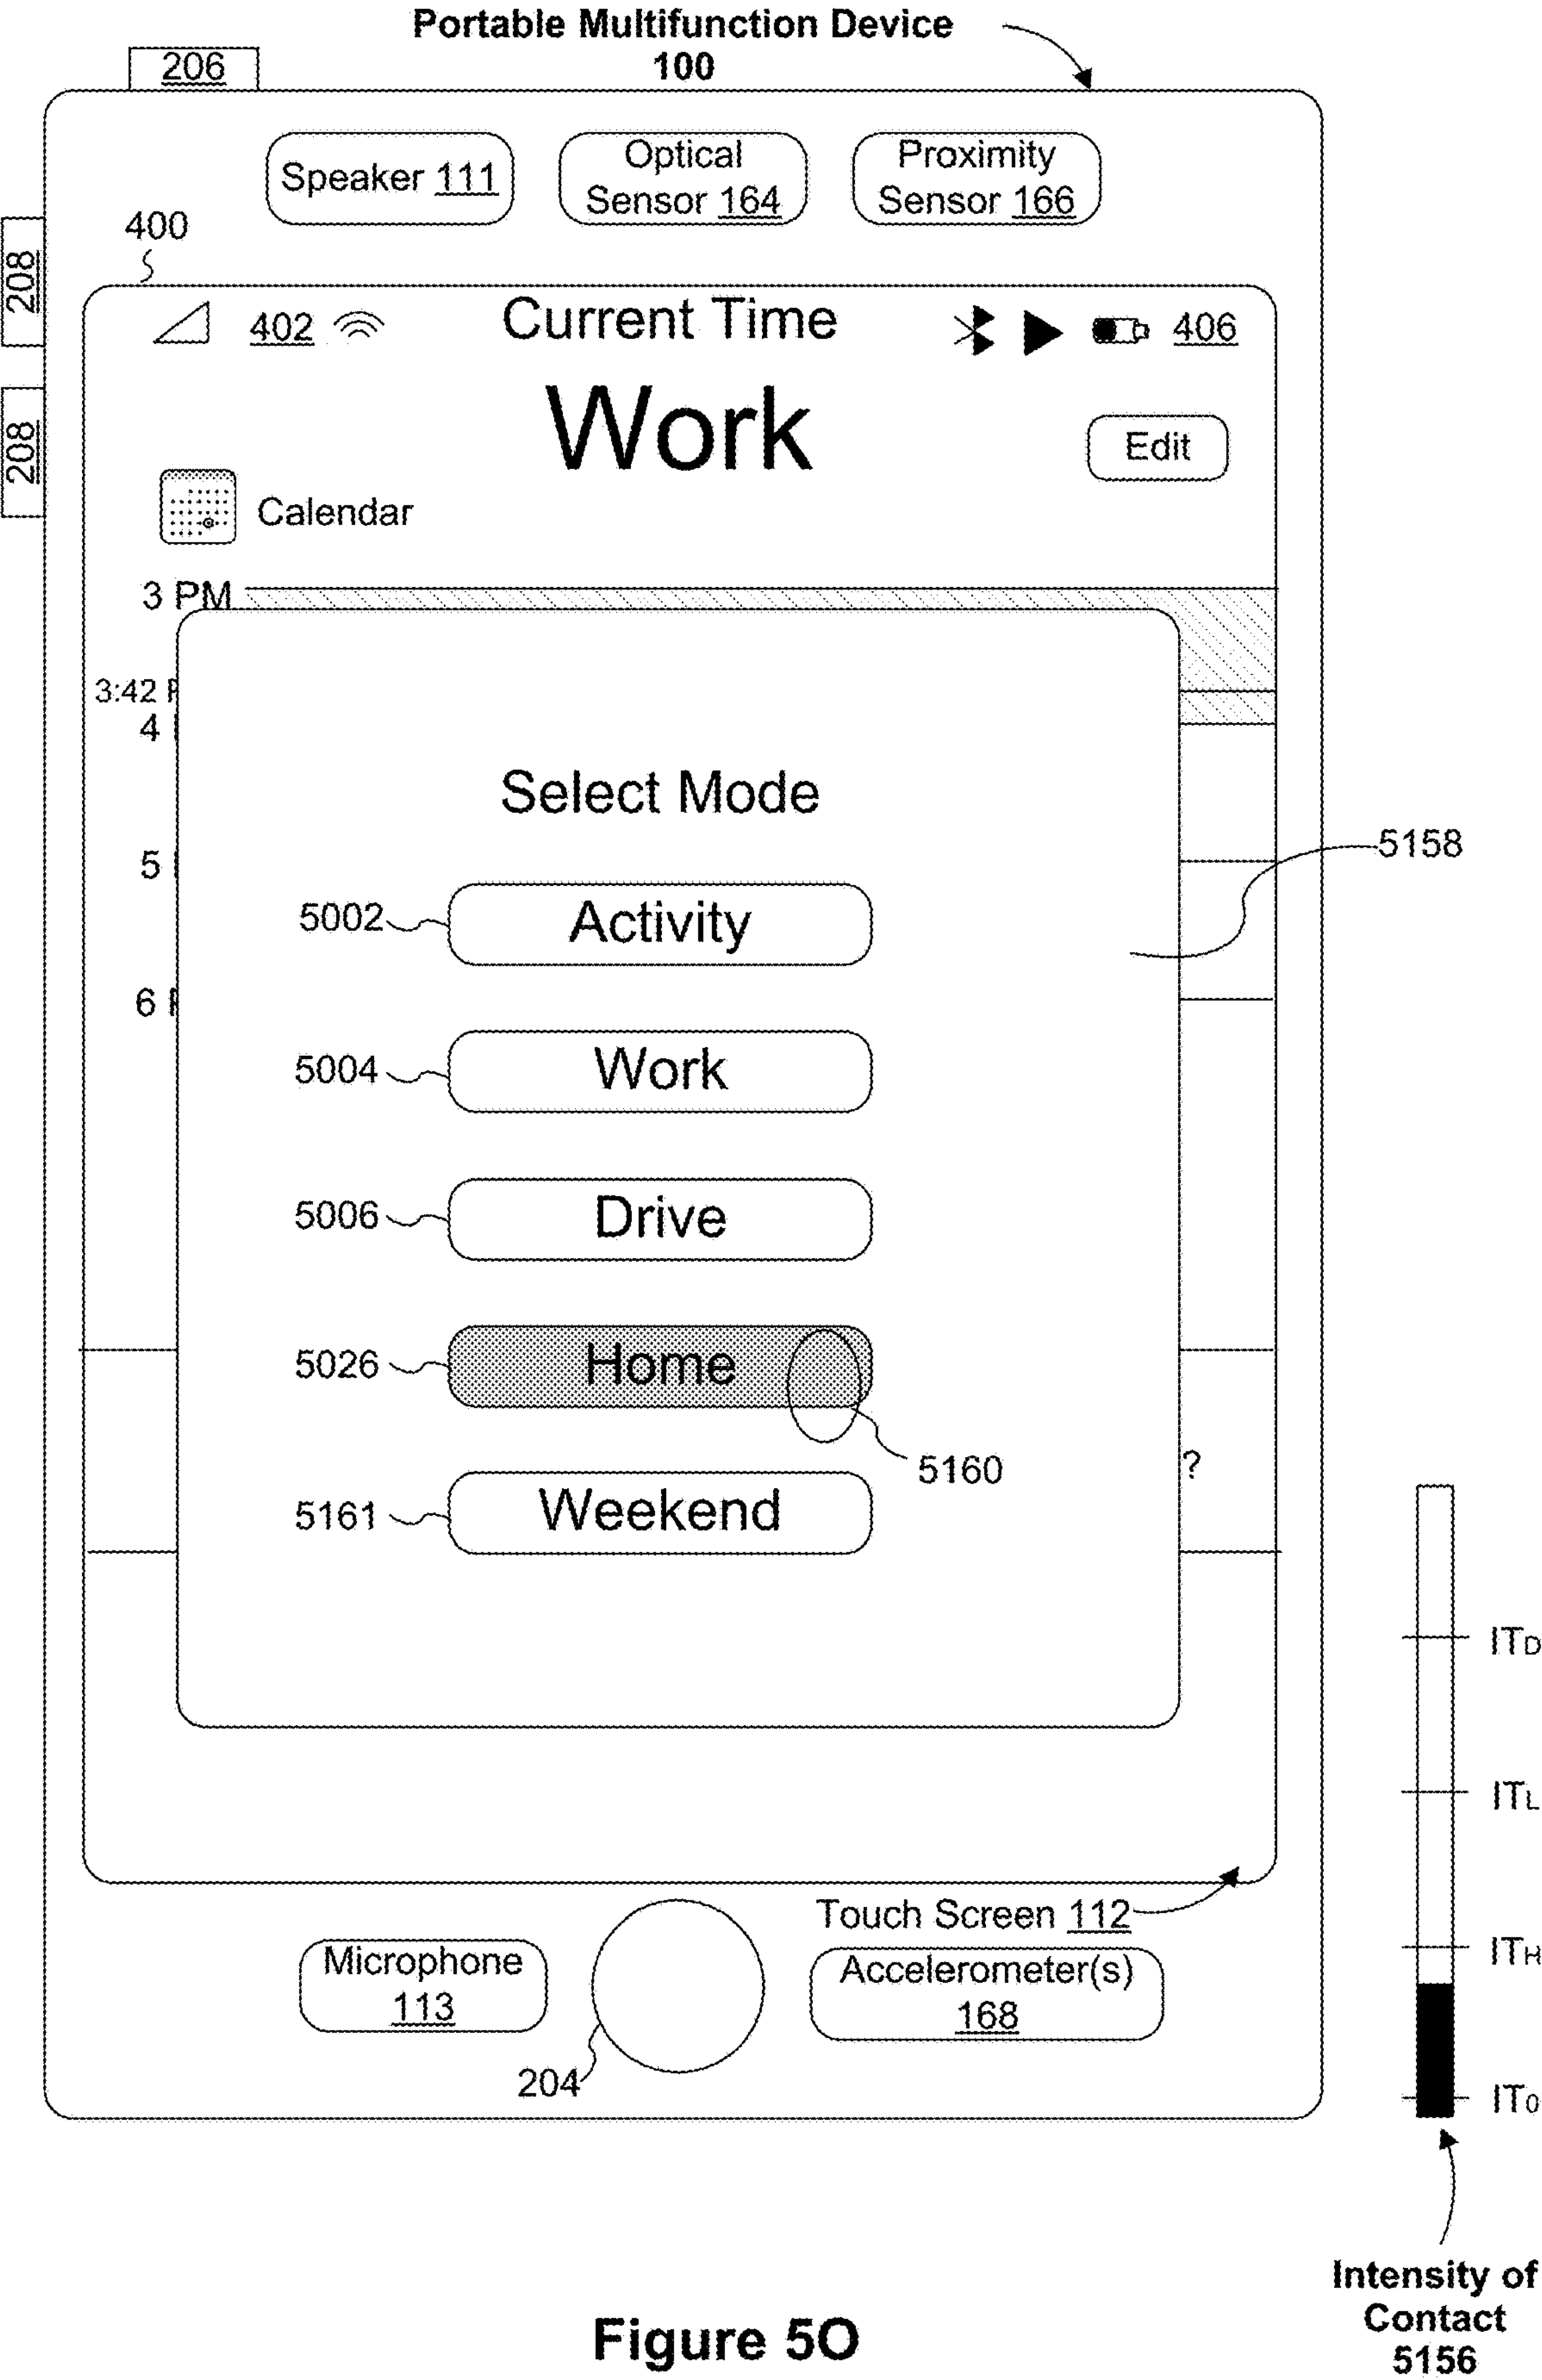 Portable Multifunction Device
100
206
Speaker 111
Optical
Sensor 164
Proximity
Sensor 166
208
208
400
402
Current Time
406
Work
Edit
Calendar
3 PM
3:42 P
4
5
6 P
Select Mode
5158
5002
Activity
5004
Work
5006
Drive
5026
Home
5160
?
5161
Weekend
ITD
ITL
ITH
IT0
Touch Screen 112
Microphone
113
Accelerometer(s)
168
204
Intensity of
Contact
5156
Figure 5O